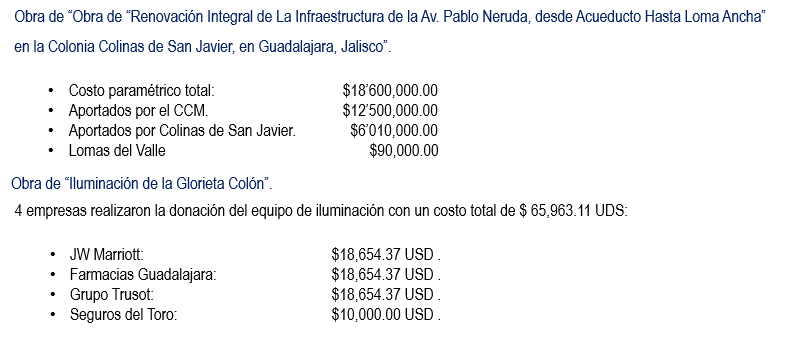 Obra de “Obra de “Renovación Integral de La Infraestructura de la Av. Pablo Neruda, desde Acueducto Hasta Loma Ancha”
en la Colonia Colinas de San Javier, en Guadalajara, Jalisco”.
• Costo paramétrico total: $18’600,000.00
• Aportados por el CCM. $12’500,000.00
• Aportados por Colinas de San Javier. $6’010,000.00
• Lomas del Valle $90,000.00
Obra de “Iluminación de la Glorieta Colón”.
4 empresas realizaron la donación del equipo de iluminación con un costo total de $ 65,963.11 UDS:
• JW Marriott: $18,654.37 USD .
• Farmacias Guadalajara: $18,654.37 USD .
• Grupo Trusot: $18,654.37 USD .
• Seguros del Toro: $10,000.00 USD .